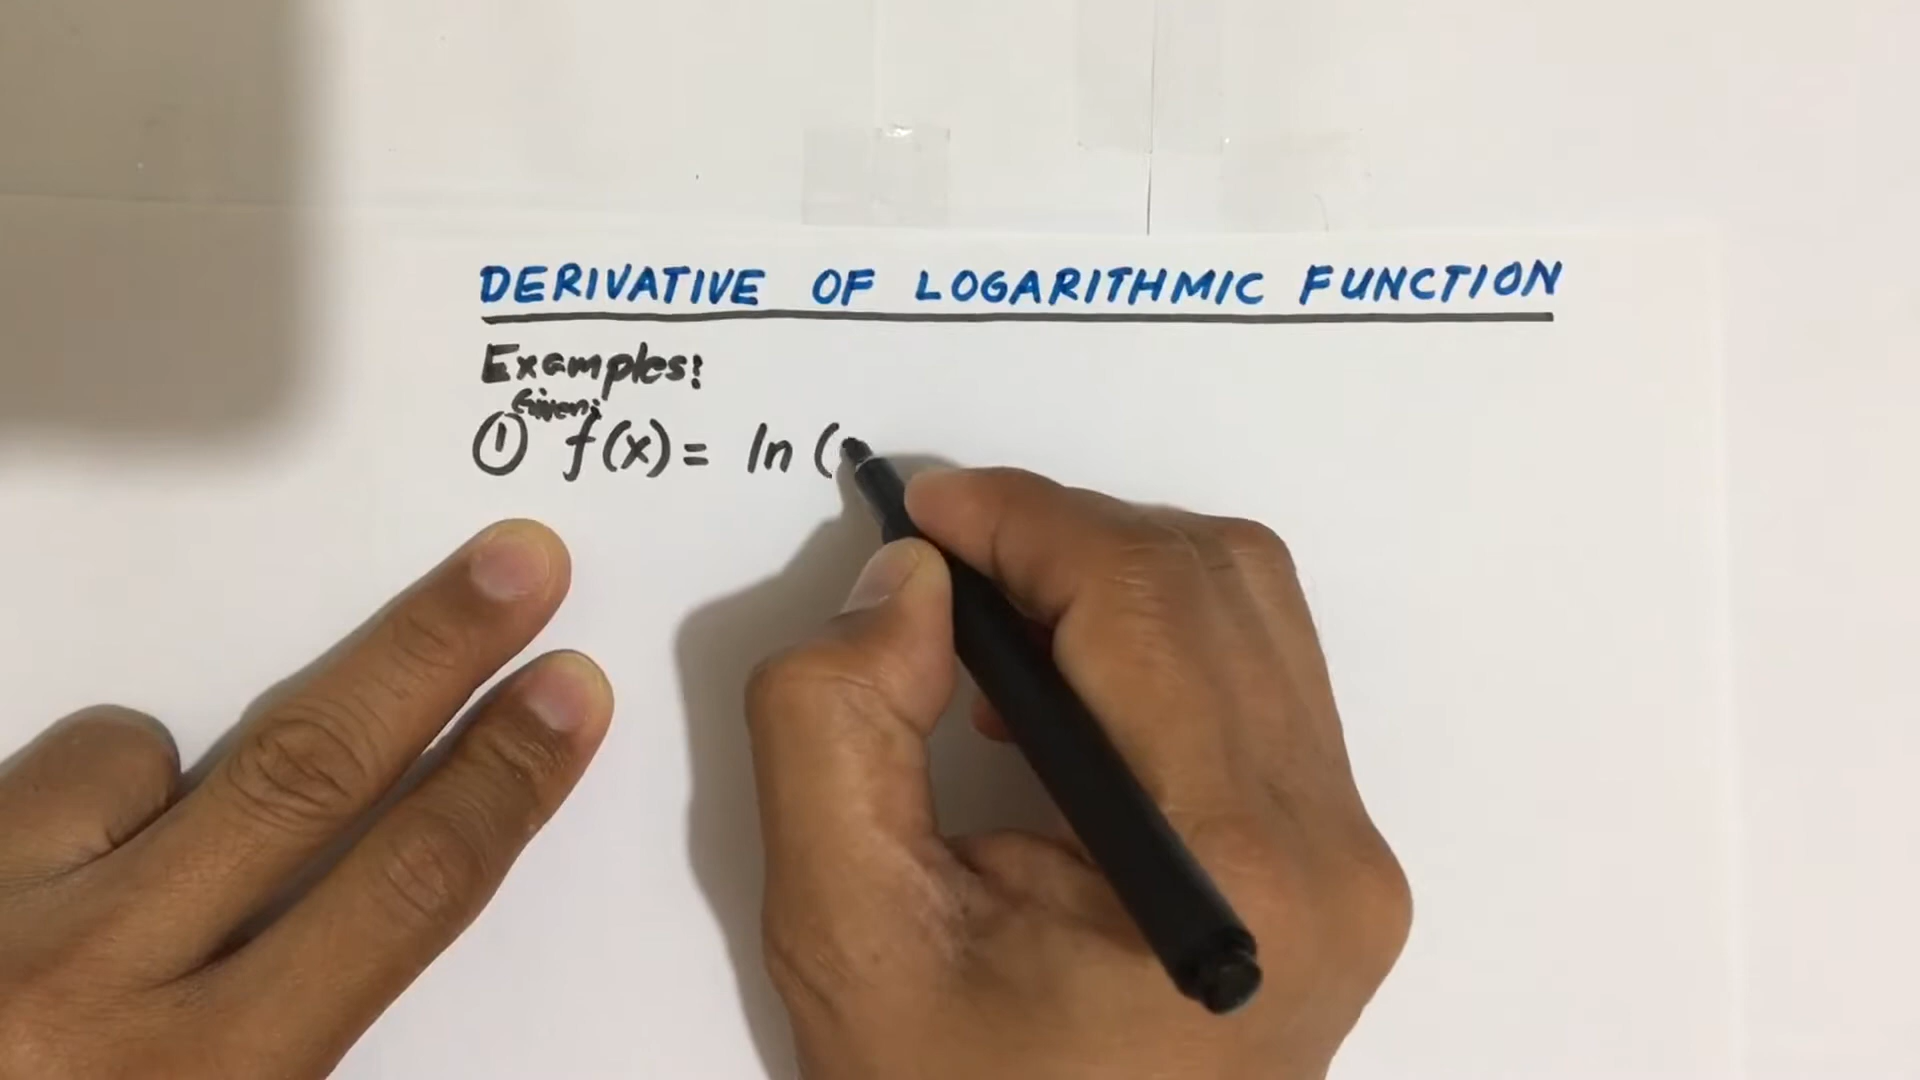 DERIVATIVE OF LOGARITHMIC FUNCTION
Examples:
Given:
① f(x) = ln (